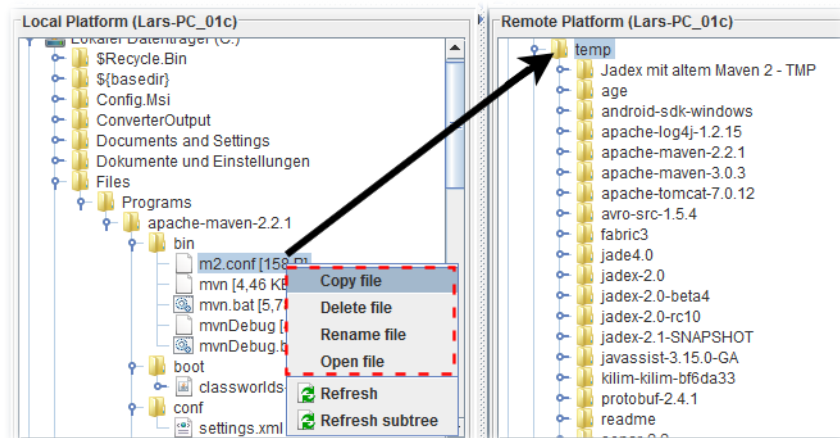 Local Platform (Lars-PC_01c)
Lokaler Datenträger (C:)
$Recycle.Bin
${basedir}
Config.Msi
ConverterOutput
Documents and Settings
Dokumente und Einstellungen
Files
Programs
apache-maven-2.2.1
bin
m2.conf [158 B]
mvn [4,46 KB
mvn.bat [5,7
mvnDebug [
mvnDebug.b
boot
classworlds
conf
settings.xml
Copy file
Delete file
Rename file
Open file
Refresh
Refresh subtree
Remote Platform (Lars-PC_01c)
temp
Jadex mit altem Maven 2 - TMP
age
android-sdk-windows
apache-log4j-1.2.15
apache-maven-2.2.1
apache-maven-3.0.3
apache-tomcat-7.0.12
avro-src-1.5.4
fabric3
jade4.0
jadex-2.0
jadex-2.0-beta4
jadex-2.0-rc10
jadex-2.1-SNAPSHOT
javassist-3.15.0-GA
kilim-kilim-bf6da33
protobuf-2.4.1
readme